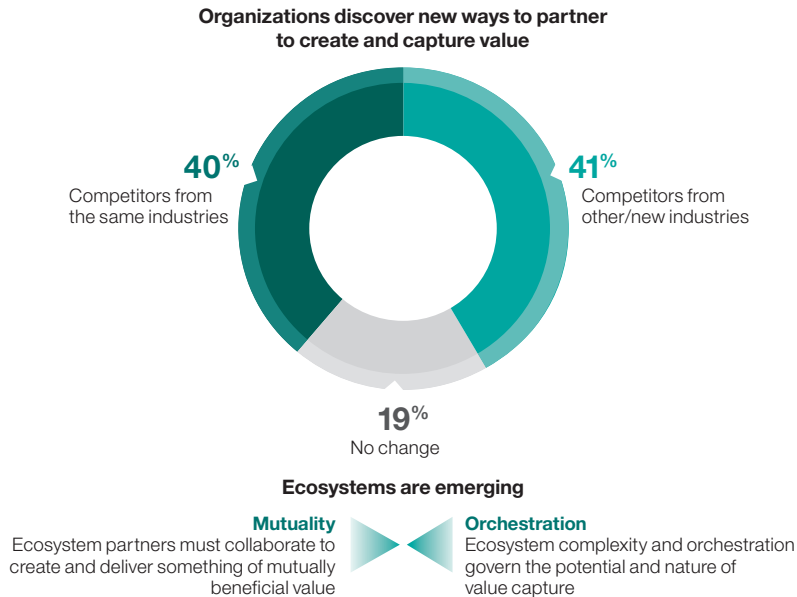 Organizations discover new ways to partner
to create and capture value
40%
Competitors from
the same industries
41%
Competitors from
other/new industries
19%
No change
Ecosystems are emerging
Mutuality
Ecosystem partners must collaborate to
create and deliver something of mutually
beneficial value
Orchestration
Ecosystem complexity and orchestration
govern the potential and nature of
value capture